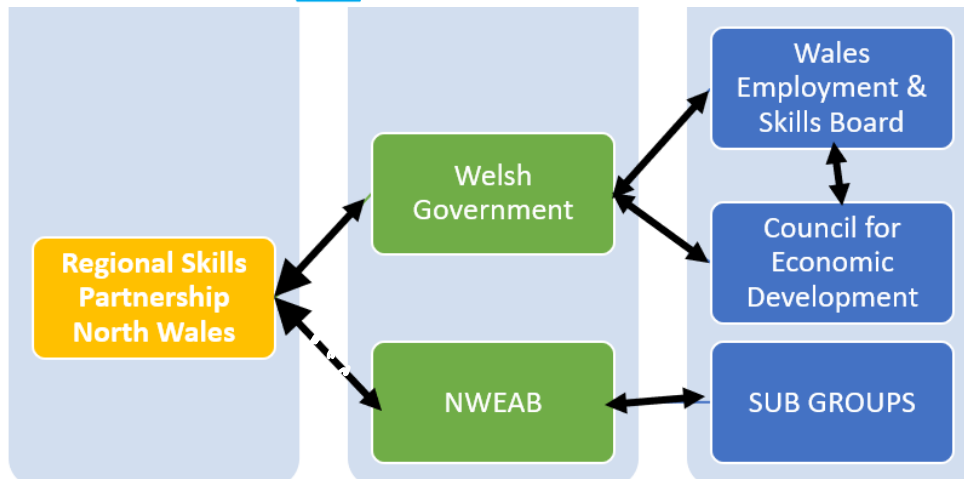 Regional Skills
Partnership
North Wales
Welsh
Government
NWEAB
Wales
Employment &
Skills Board
Council for
Economic
Development
SUB GROUPS